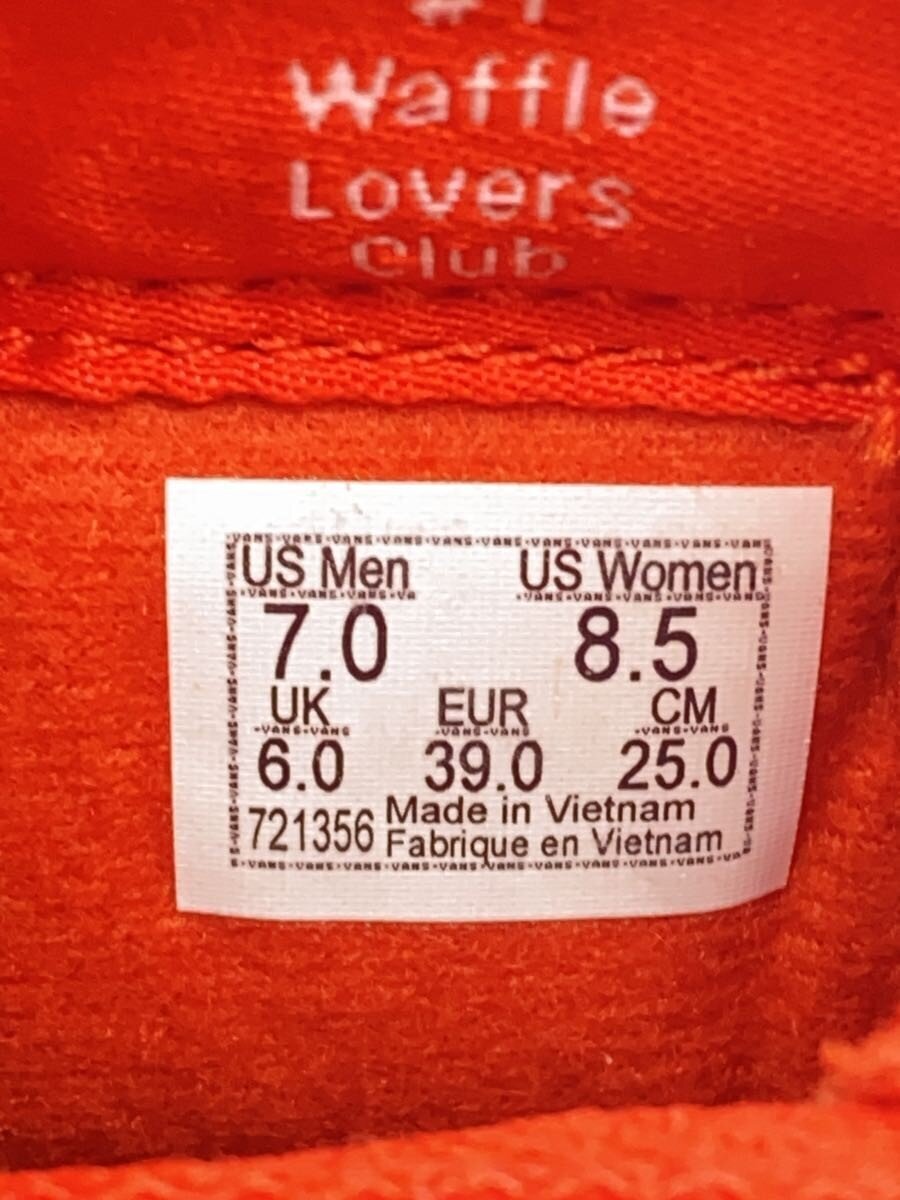 #1
Waffle
Lovers
Club
US Men US Women
7.0 8.5
UK EUR CM
6.0 39.0 25.0
721356 Made in Vietnam
Fabrique en Vietnam